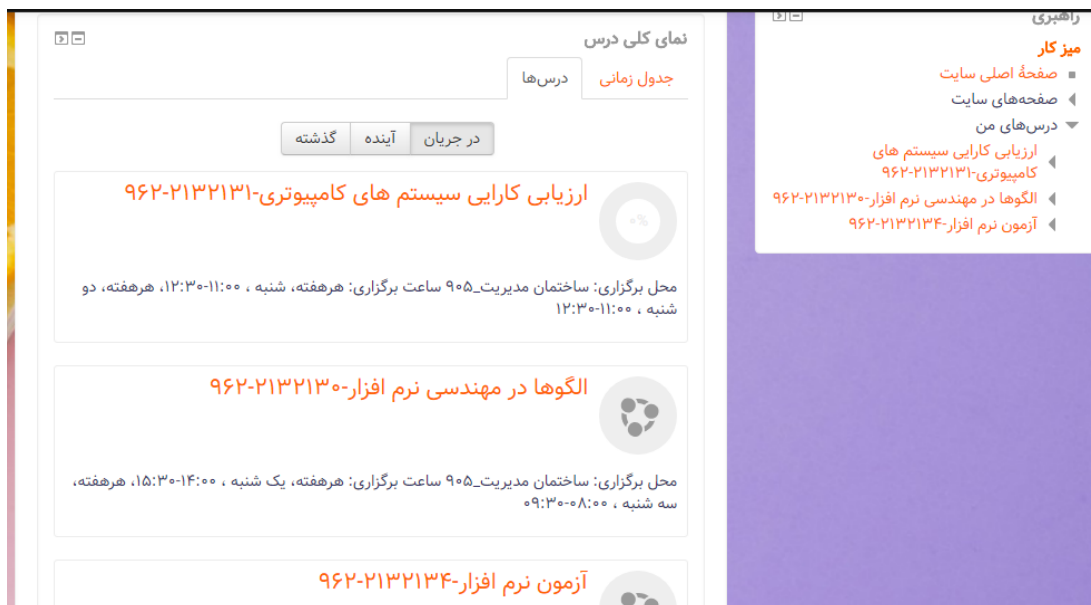 راهبری
میز کار
صفحهٔ اصلی سایت
صفحه‌های سایت
درس‌های من
ارزیابی کارایی سیستم های
کامپیوتری-۲۱۳۲۱۳۱-۹۶۲
الگوها در مهندسی نرم افزار-۲۱۳۲۱۳۰-۹۶۲
آزمون نرم افزار-۲۱۳۲۱۳۴-۹۶۲
نمای کلی درس
جدول زمانی
درس‌ها
در جریان
آینده
گذشته
ارزیابی کارایی سیستم های کامپیوتری-۲۱۳۲۱۳۱-۹۶۲
۰%
محل برگزاری: ساختمان مدیریت_۹۰۵ ساعت برگزاری: هرهفته، شنبه ، ۱۱:۰۰-۱۲:۳۰، هرهفته، دو
شنبه ، ۱۱:۰۰-۱۲:۳۰
الگوها در مهندسی نرم افزار-۲۱۳۲۱۳۰-۹۶۲
محل برگزاری: ساختمان مدیریت_۹۰۵ ساعت برگزاری: هرهفته، یک شنبه ، ۱۴:۰۰-۱۵:۳۰، هرهفته،
سه شنبه ، ۰۸:۰۰-۰۹:۳۰
آزمون نرم افزار-۲۱۳۲۱۳۴-۹۶۲